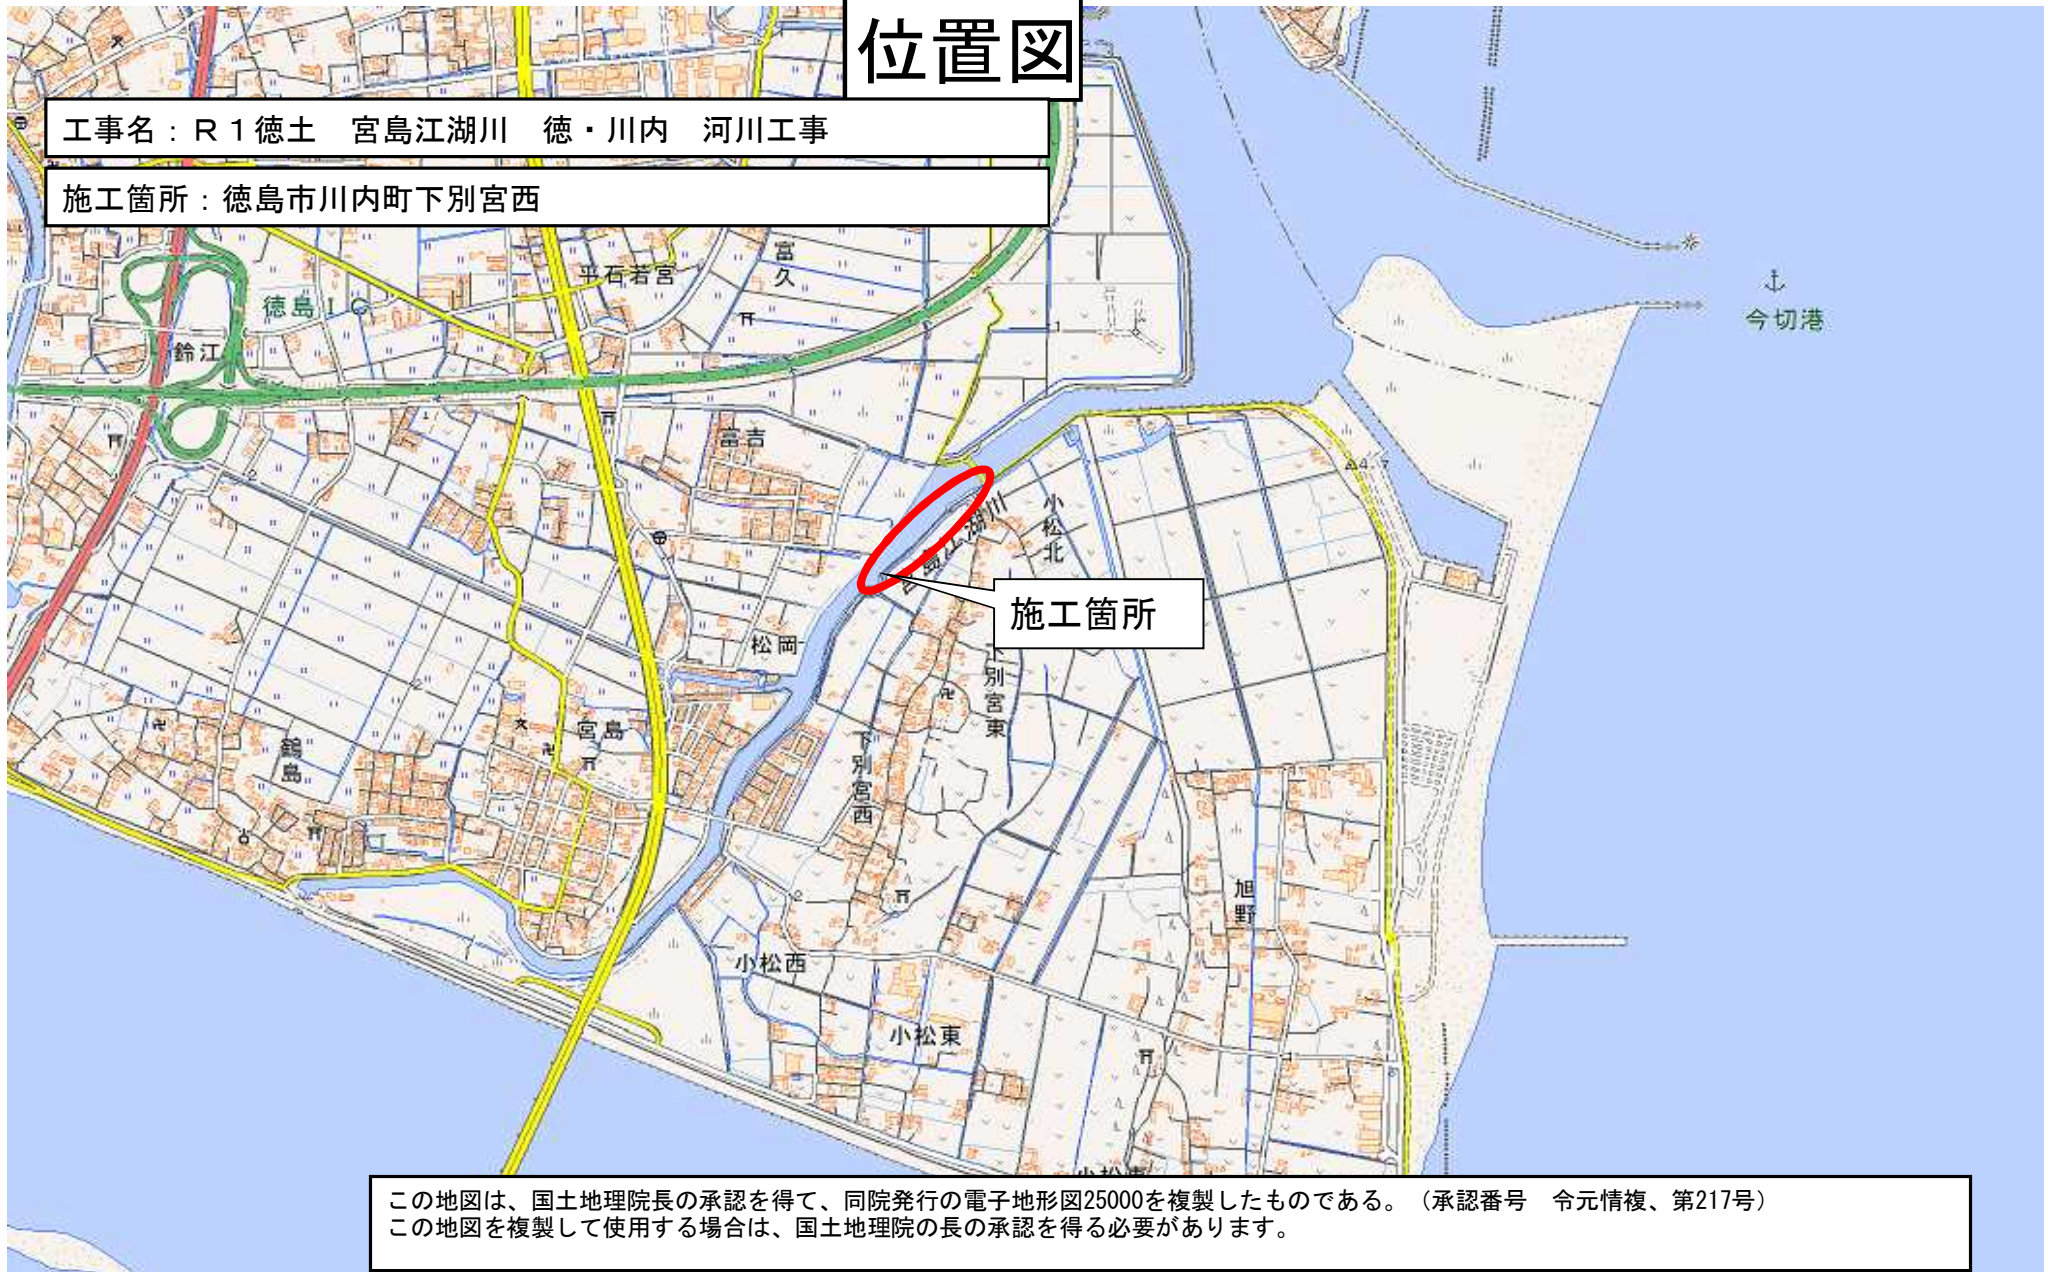 位置図
工事名：Ｒ１徳土　宮島江湖川　徳・川内　河川工事
施工箇所：徳島市川内町下別宮西
富久
平石若宮
徳島ＩＣ
今切港
鈴江
富吉
4.7
小松北
島江湖川
施工箇所
松岡
別宮東
宮島
鶴島
下別宮西
旭野
小松西
小松東
この地図は、国土地理院長の承認を得て、同院発行の電子地形図25000を複製したものである。（承認番号　令元情複、第217号）
この地図を複製して使用する場合は、国土地理院の長の承認を得る必要があります。